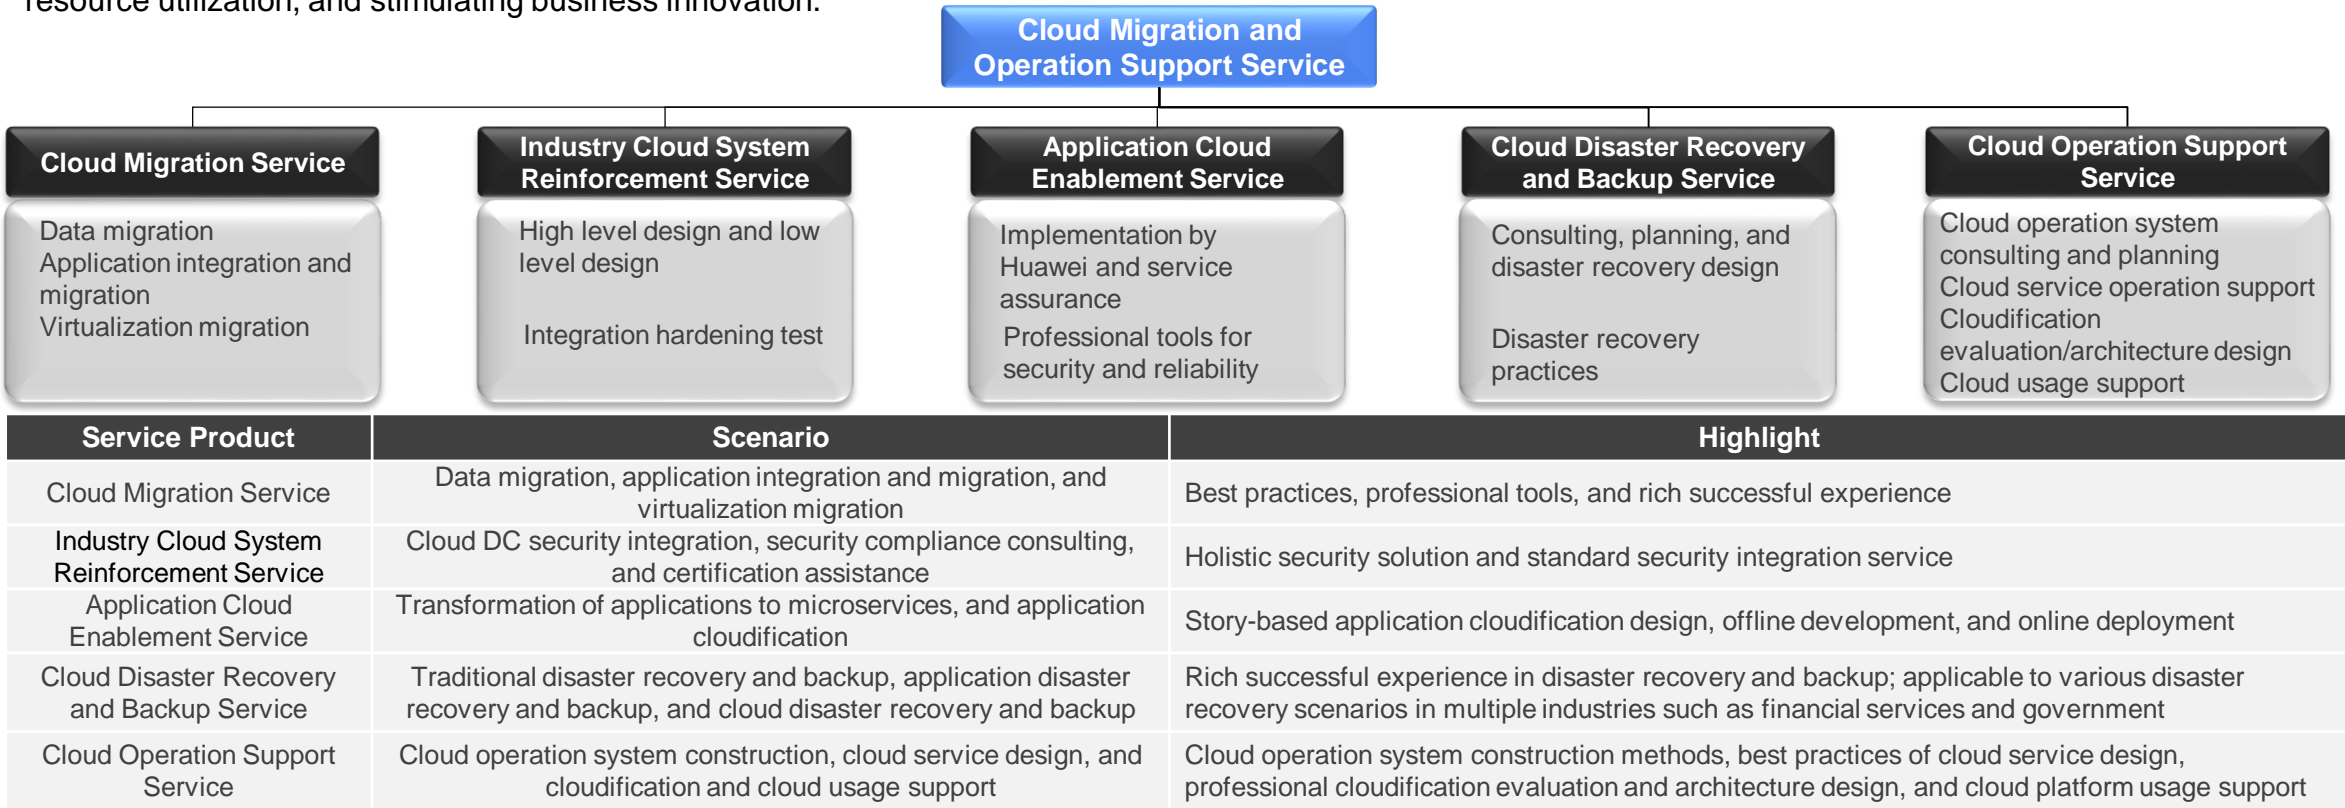 resource utilization, and stimulating business innovation.
Cloud Migration and
Operation Support Service
Cloud Migration Service
Data migration
Application integration and
migration
Virtualization migration
Industry Cloud System
Reinforcement Service
High level design and low
level design
Integration hardening test
Application Cloud
Enablement Service
Implementation by
Huawei and service
assurance
Professional tools for
security and reliability
Cloud Disaster Recovery
and Backup Service
Consulting, planning, and
disaster recovery design
Disaster recovery
practices
Cloud Operation Support
Service
Cloud operation system
consulting and planning
Cloud service operation support
Cloudification
evaluation/architecture design
Cloud usage support
Service Product
Scenario
Highlight
Cloud Migration Service
Data migration, application integration and migration, and
virtualization migration
Best practices, professional tools, and rich successful experience
Industry Cloud System
Reinforcement Service
Cloud DC security integration, security compliance consulting,
and certification assistance
Holistic security solution and standard security integration service
Application Cloud
Enablement Service
Transformation of applications to microservices, and application
cloudification
Story-based application cloudification design, offline development, and online deployment
Cloud Disaster Recovery
and Backup Service
Traditional disaster recovery and backup, application disaster
recovery and backup, and cloud disaster recovery and backup
Rich successful experience in disaster recovery and backup; applicable to various disaster
recovery scenarios in multiple industries such as financial services and government
Cloud Operation Support
Service
Cloud operation system construction, cloud service design, and
cloudification and cloud usage support
Cloud operation system construction methods, best practices of cloud service design,
professional cloudification evaluation and architecture design, and cloud platform usage support